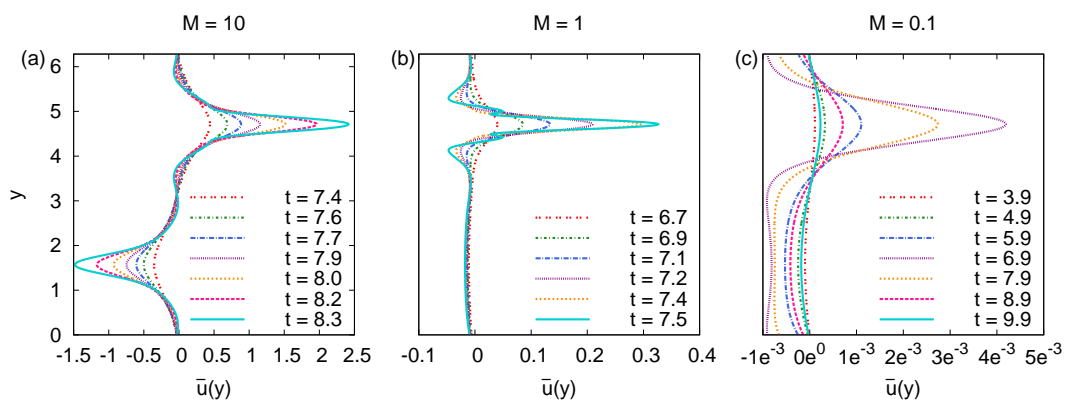 M = 10
M = 1
M = 0.1
(a)
(b)
(c)
y
6
5
4
3
2
1
0
t = 7.4
t = 7.6
t = 7.7
t = 7.9
t = 8.0
t = 8.2
t = 8.3
-1.5 -1 -0.5 0 0.5 1 1.5 2 2.5
u̅(y)
t = 6.7
t = 6.9
t = 7.1
t = 7.2
t = 7.4
t = 7.5
-0.1 0 0.1 0.2 0.3 0.4
u̅(y)
t = 3.9
t = 4.9
t = 5.9
t = 6.9
t = 7.9
t = 8.9
t = 9.9
-1e⁻³ 0e⁰ 1e⁻³ 2e⁻³ 3e⁻³ 4e⁻³ 5e⁻³
u̅(y)